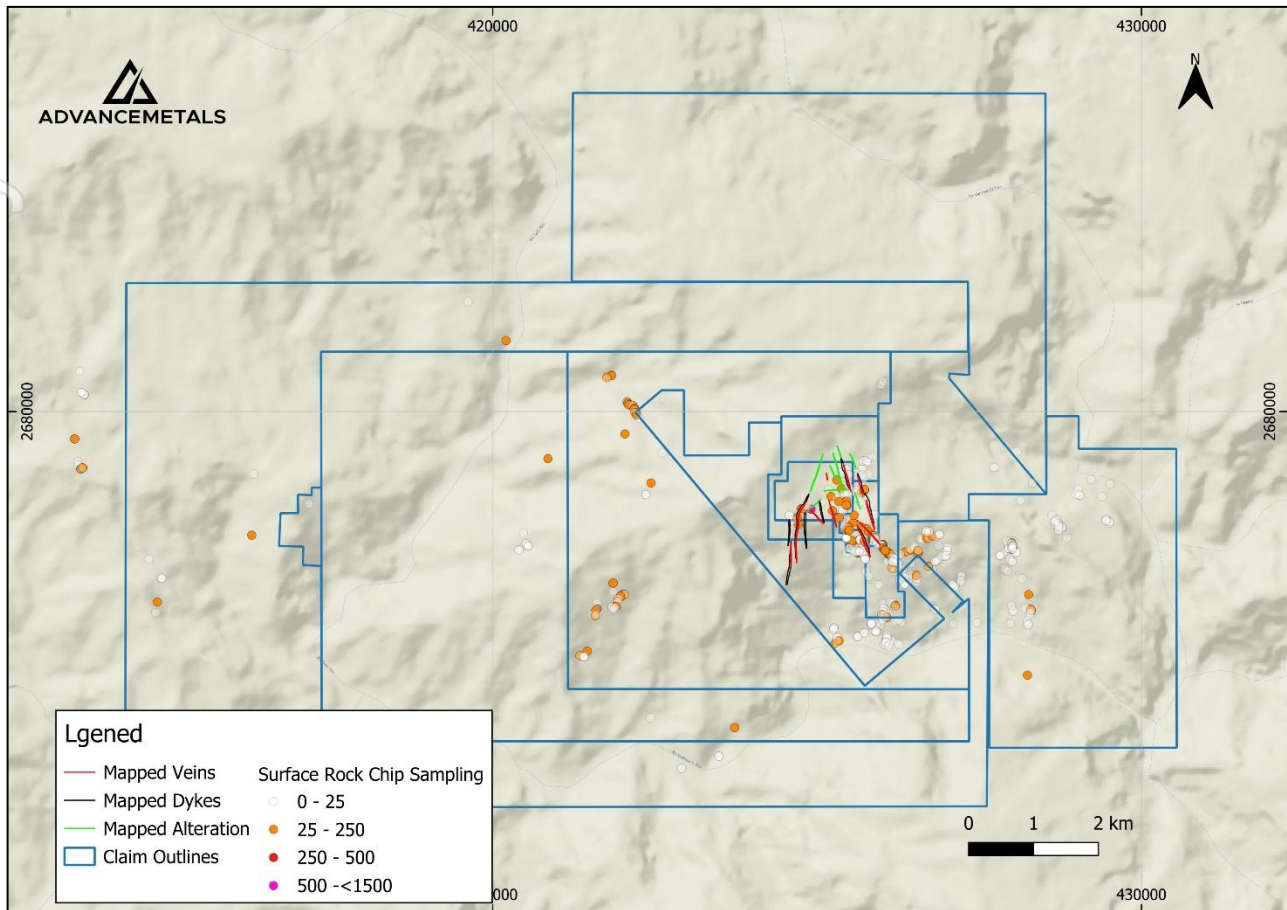 420000
430000
N
ADVANCEMETALS
2680000
2680000
Lgened
Mapped Veins
Mapped Dykes
Mapped Alteration
Claim Outlines
Surface Rock Chip Sampling
0 - 25
25 - 250
250 - 500
500 -<1500
0 1 2 km
430000